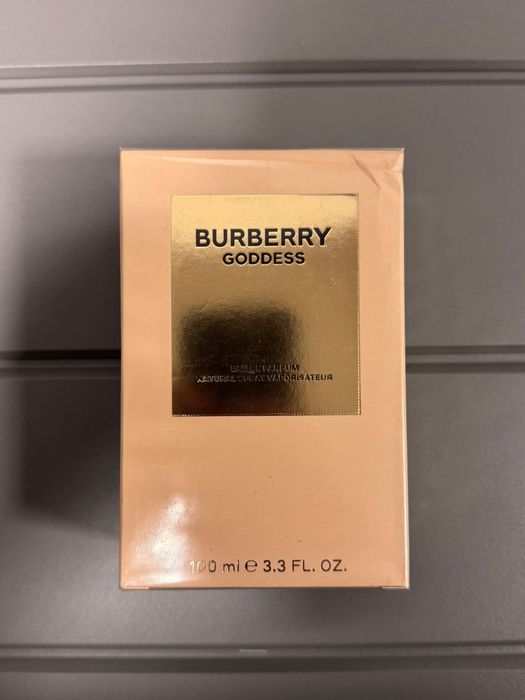 BURBERRY
GODDESS
EAU DE PARFUM
NATURAL SPRAY VAPORISATEUR
100 ml e 3.3 FL. OZ.